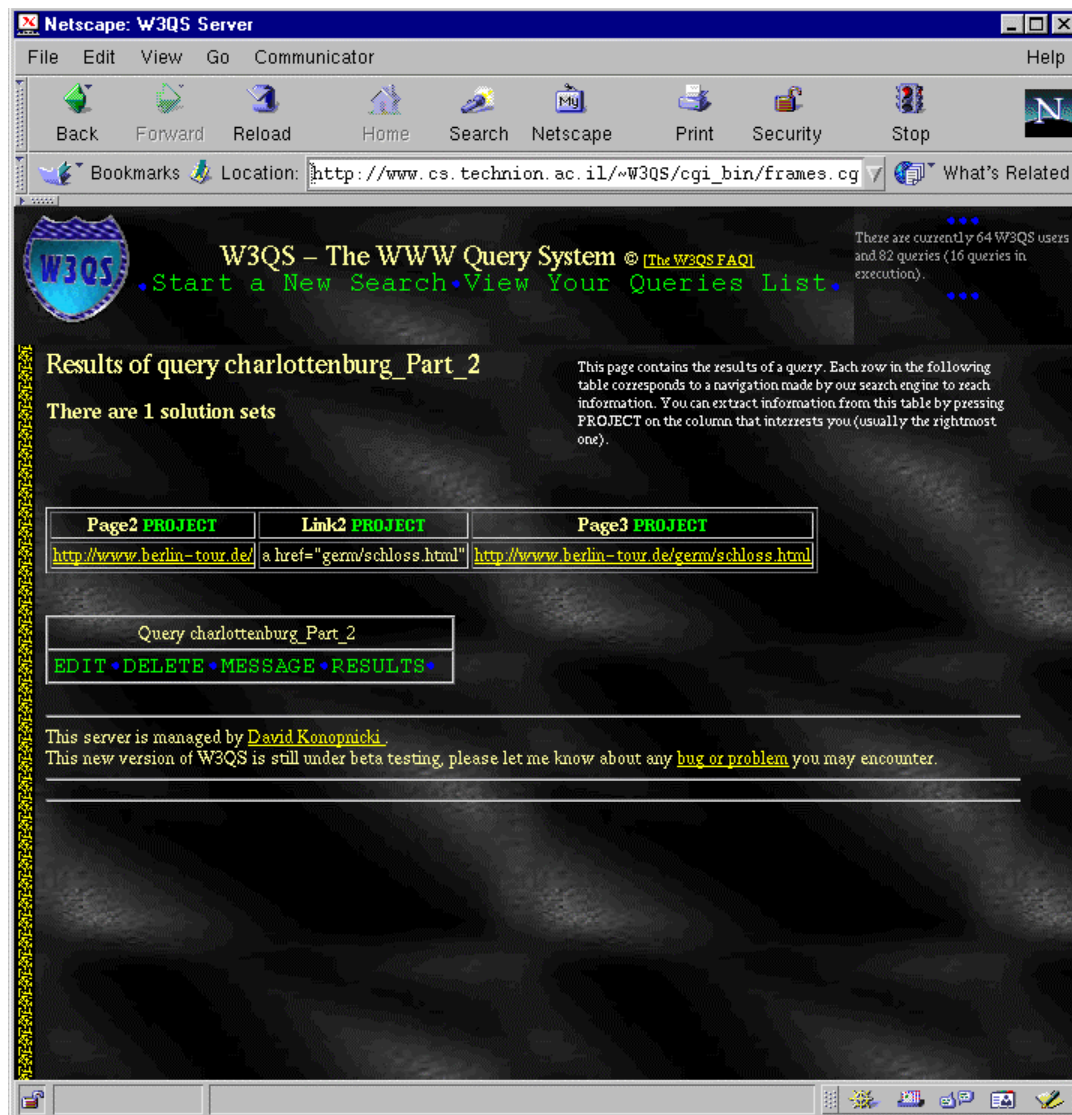 Netscape: W3QS Server
File Edit View Go Communicator Help
Back Forward Reload Home Search Netscape Print Security Stop
My
N
Bookmarks Location: http://www.cs.technion.ac.il/~W3QS/cgi_bin/frames.cg What's Related
W3QS
W3QS – The WWW Query System © [The W3QS FAQ]
Start a New Search View Your Queries List
There are currently 64 W3QS users
and 82 queries (16 queries in
execution).
Results of query charlottenburg_Part_2
There are 1 solution sets
This page contains the results of a query. Each row in the following
table corresponds to a navigation made by our search engine to reach
information. You can extract information from this table by pressing
PROJECT on the column that interrests you (usually the rightmost
one).
Page2 PROJECT Link2 PROJECT Page3 PROJECT
http://www.berlin-tour.de/ a href="germ/schloss.html" http://www.berlin-tour.de/germ/schloss.html
Query charlottenburg_Part_2
EDIT DELETE MESSAGE RESULTS
This server is managed by David Konopnicki .
This new version of W3QS is still under beta testing, please let me know about any bug or problem you may encounter.